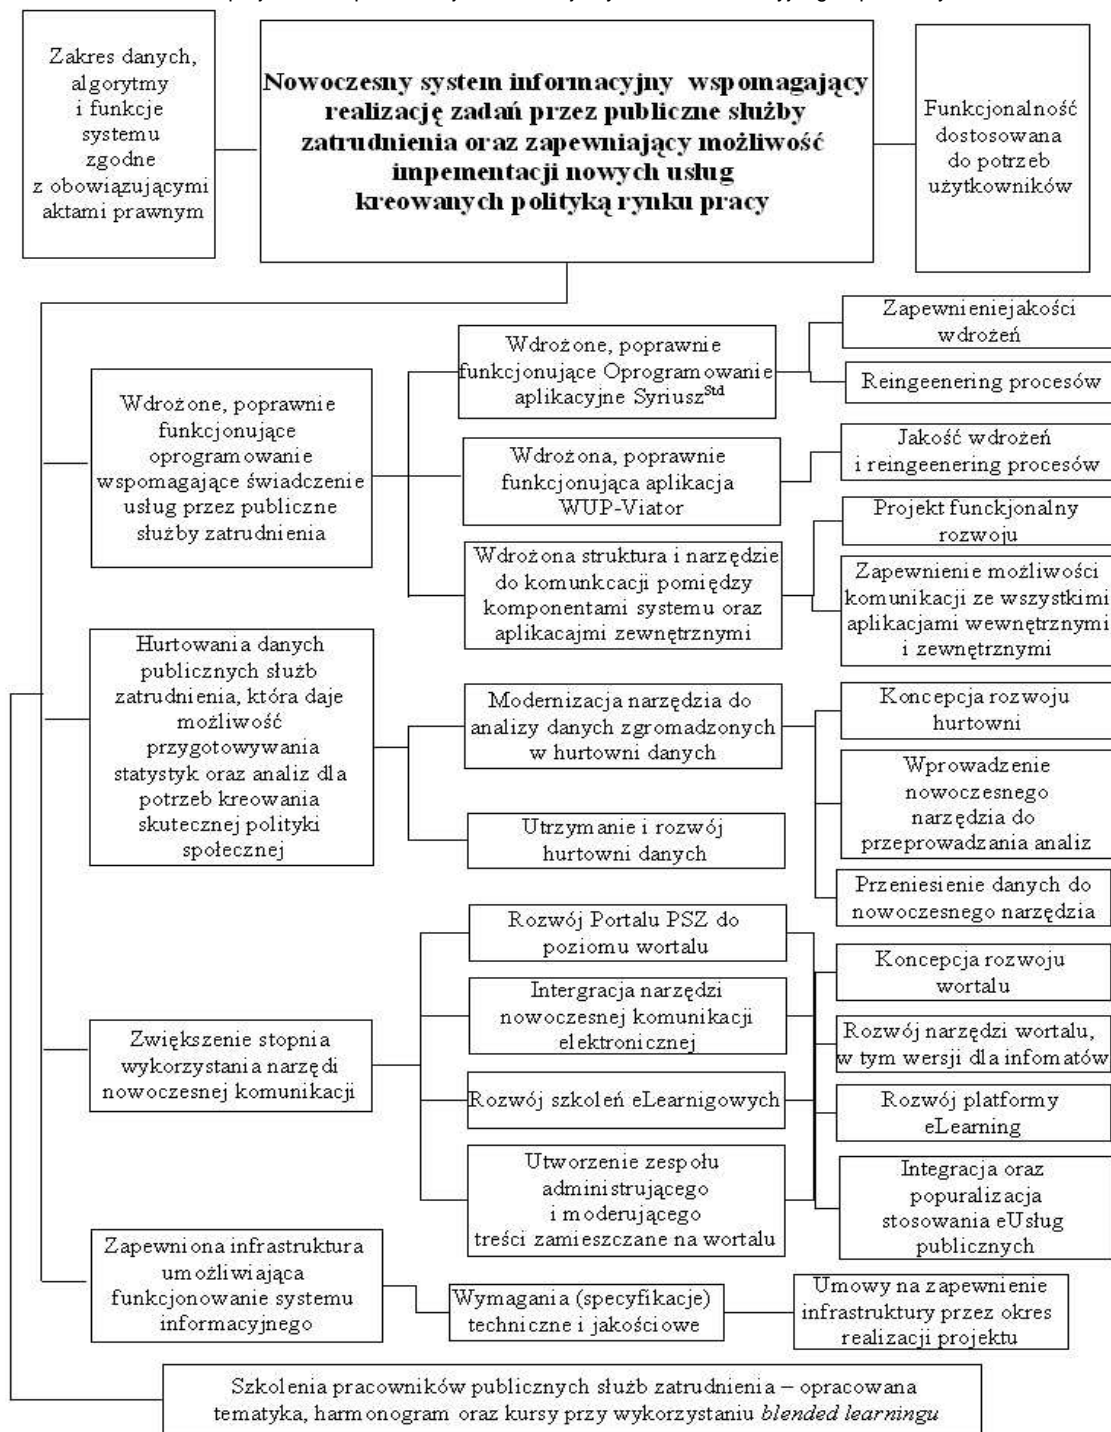 Zakres danych,
algorytmy
i funkcje
systemu
zgodne
z obowiązującymi
aktami prawnym
Nowoczesny system informacyjny wspomagający
realizację zadań przez publiczne służby
zatrudnienia oraz zapewniający możliwość
impementacji nowych usług
kreowanych polityką rynku pracy
Funkcjonalność
dostosowana
do potrzeb
użytkowników
Wdrożone, poprawnie
funkcjonujące
oprogramowanie
wspomagające świadczenie
usług przez publiczne
służby zatrudnienia
Wdrożone, poprawnie
funkcjonujące Oprogramowanie
aplikacyjne Syriusz^Std
Zapewnieniejakości
wdrożeń
Reingeenering procesów
Wdrożona, poprawnie
funkcjonująca aplikacja
WUP-Viator
Jakość wdrożeń
i reingeenering procesów
Wdrożona struktura i narzędzie
do komunkcacji pomiędzy
komponentami systemu oraz
aplikacajmi zewnętrznymi
Projekt funckjonalny
rozwoju
Zapewnienie możliwości
komunikacji ze wszystkimi
aplikacjami wewnętrznymi
i zewnętrznymi
Hurtowania danych
publicznych służb
zatrudnienia, która daje
możliwość
przygotowywania
statystyk oraz analiz dla
potrzeb kreowania
skutecznej polityki
społecznej
Modernizacja narzędzia do
analizy danych zgromadzonych
w hurtowni danych
Utrzymanie i rozwój
hurtowni danych
Koncepcja rozwoju
hurtowni
Wprowadzenie
nowoczesnego
narzędzia do
przeprowadzania analiz
Przeniesienie danych do
nowoczesnego narzędzia
Zwiększenie stopnia
wykorzystania narzędi
nowoczesnej komunikacji
Rozwój Portalu PSZ do
poziomu wortalu
Intergracja narzędzi
nowoczesnej komunikacji
elektronicznej
Rozwój szkoleń eLearnigowych
Utworzenie zespołu
administrującego
i moderującego
treści zamieszczane na wortalu
Koncepcja rozwoju
wortalu
Rozwój narzędzi wortalu,
w tym wersji dla infomatów
Rozwój platformy
eLearning
Integracja oraz
popuralizacja
stosowania eUsług
publicznych
Zapewniona infrastruktura
umożliwiająca
funkcjonowanie systemu
informacyjnego
Wymagania (specyfikacje)
techniczne i jakościowe
Umowy na zapewnienie
infrastruktury przez okres
realizacji projektu
Szkolenia pracowników publicznych służb zatrudnienia – opracowana
tematyka, harmonogram oraz kursy przy wykorzystaniu blended learningu